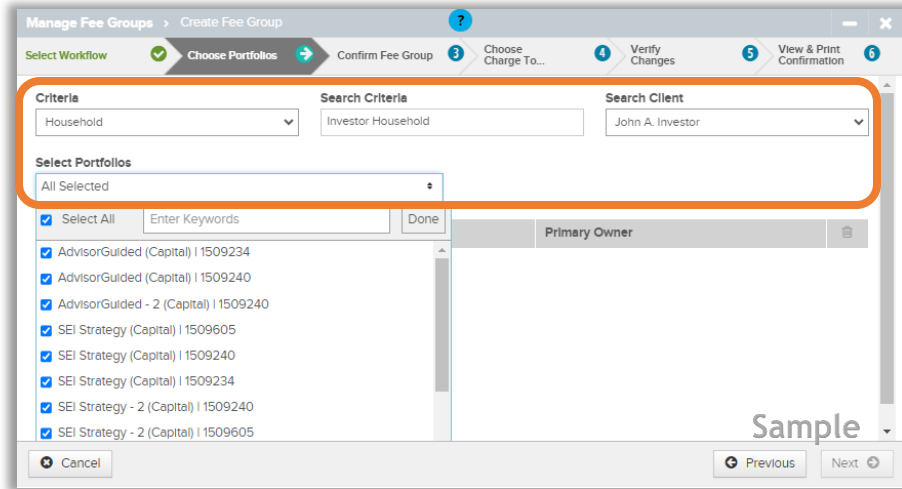 Manage Fee Groups › Create Fee Group ?
Select Workflow Choose Portfolios Confirm Fee Group 3 Choose Charge To... 4 Verify Changes 5 View & Print Confirmation 6
Criteria Search Criteria Search Client
Household Investor Household John A. Investor
Select Portfolios
All Selected
Select All Enter Keywords Done
Primary Owner
AdvisorGuided (Capital) | 1509234
AdvisorGuided (Capital) | 1509240
AdvisorGuided - 2 (Capital) | 1509240
SEI Strategy (Capital) | 1509605
SEI Strategy (Capital) | 1509240
SEI Strategy (Capital) | 1509234
SEI Strategy - 2 (Capital) | 1509240
SEI Strategy - 2 (Capital) | 1509605
Sample
Cancel Previous Next